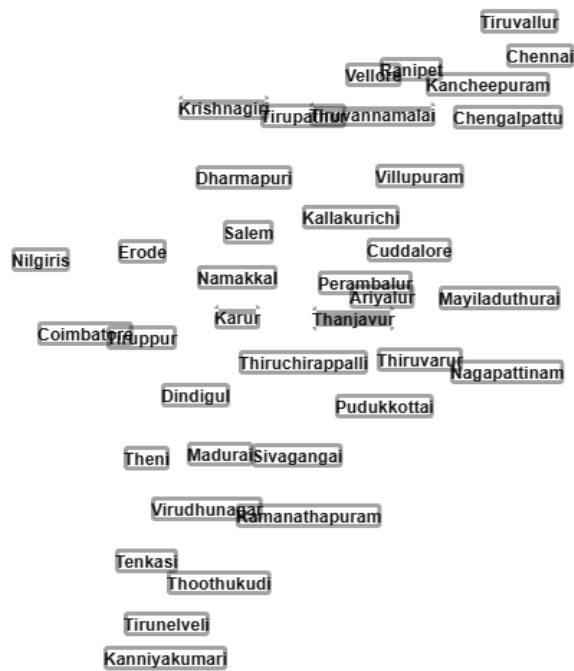 Tiruvallur
Chennai
Ranipet
Vellore
Kancheepuram
Krishnagiri
Tirupathur
Tiruvannamalai
Chengalpattu
Dharmapuri
Villupuram
Kallakurichi
Salem
Cuddalore
Erode
Nilgiris
Namakkal
Perambalur
Ariyalur
Mayiladuthurai
Karur
Thanjavur
Coimbatore
Tiruppur
Thiruchirappalli
Thiruvarur
Nagapattinam
Dindigul
Pudukkottai
Theni
Madurai
Sivagangai
Virudhunagar
Ramanathapuram
Tenkasi
Thoothukudi
Tirunelveli
Kanniyakumari